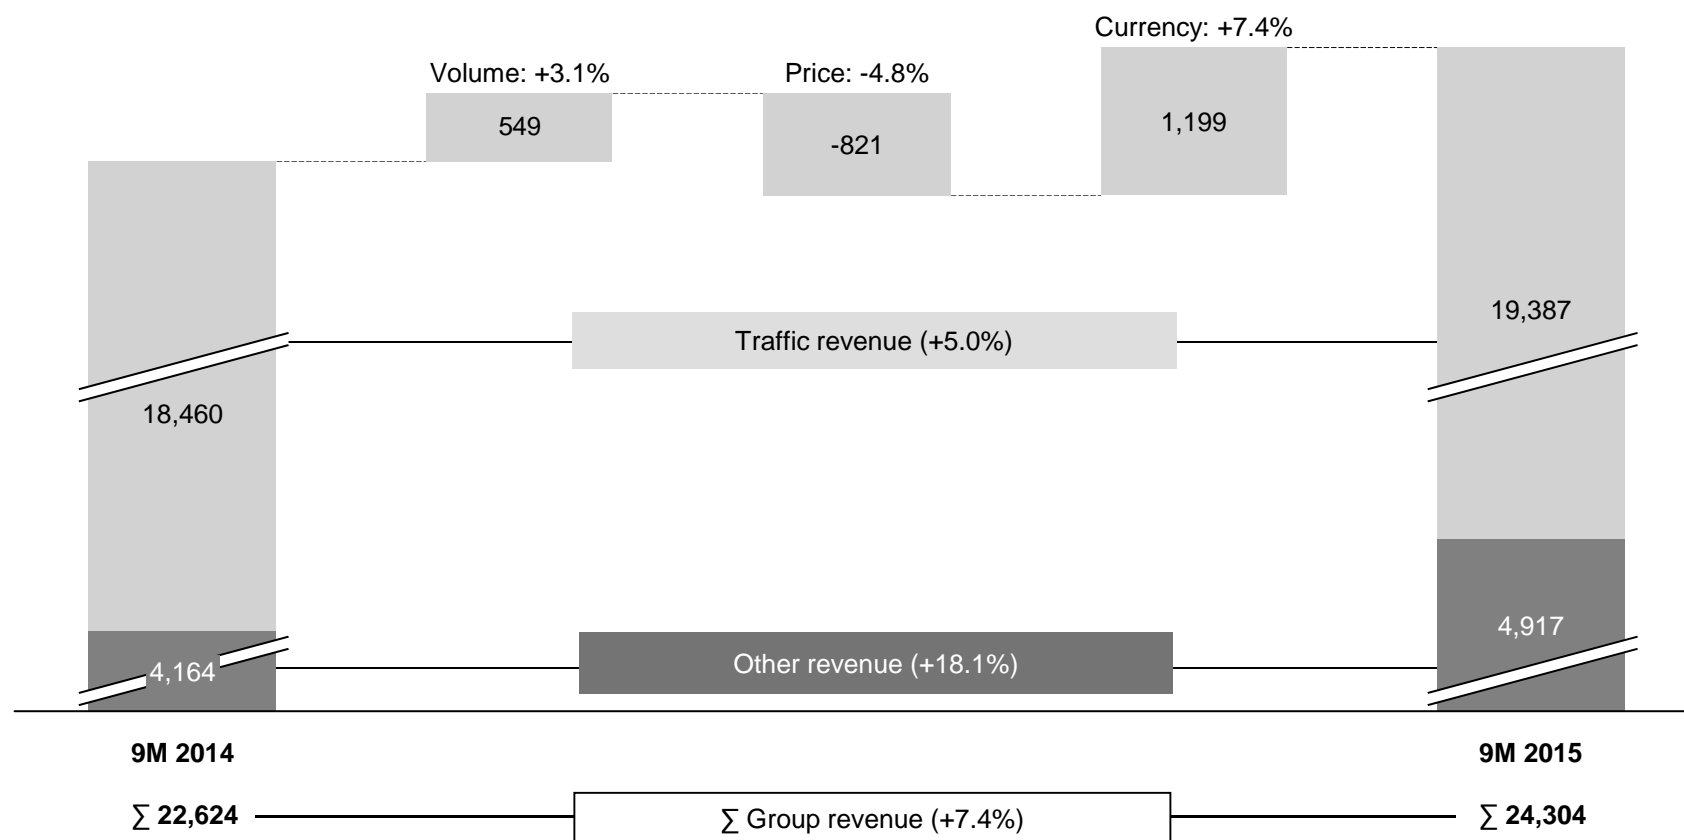 Currency: +7.4%
Volume: +3.1%
Price: -4.8%
549
-821
1,199
19,387
Traffic revenue (+5.0%)
18,460
4,917
Other revenue (+18.1%)
4,164
9M 2014
9M 2015
∑ 22,624
∑ Group revenue (+7.4%)
∑ 24,304